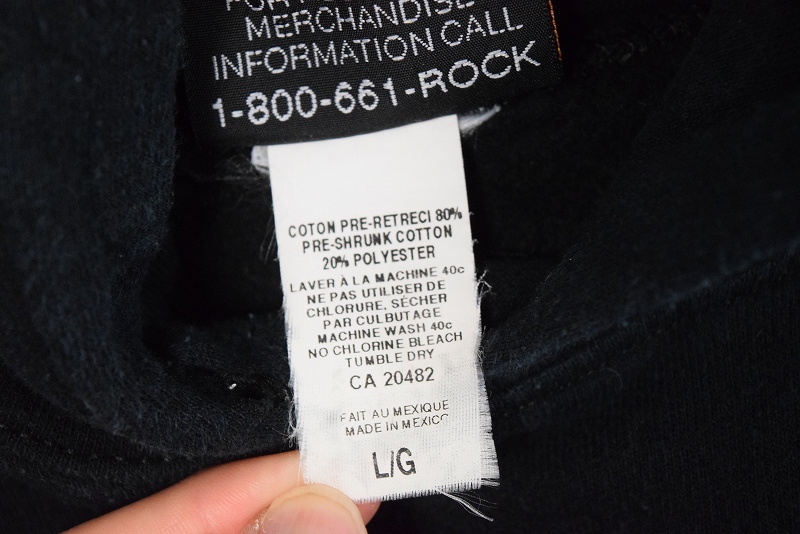 MERCHANDISE
INFORMATION CALL
1-800-661-ROCK
COTON PRE-RETRECI 80%
PRE-SHRUNK COTTON
20% POLYESTER
LAVER À LA MACHINE 40c
NE PAS UTILISER DE
CHLORURE, SÉCHER
PAR CULBUTAGE
MACHINE WASH 40c
NO CHLORINE BLEACH
TUMBLE DRY
CA 20482
FAIT AU MEXIQUE
MADE IN MEXICO
L/G